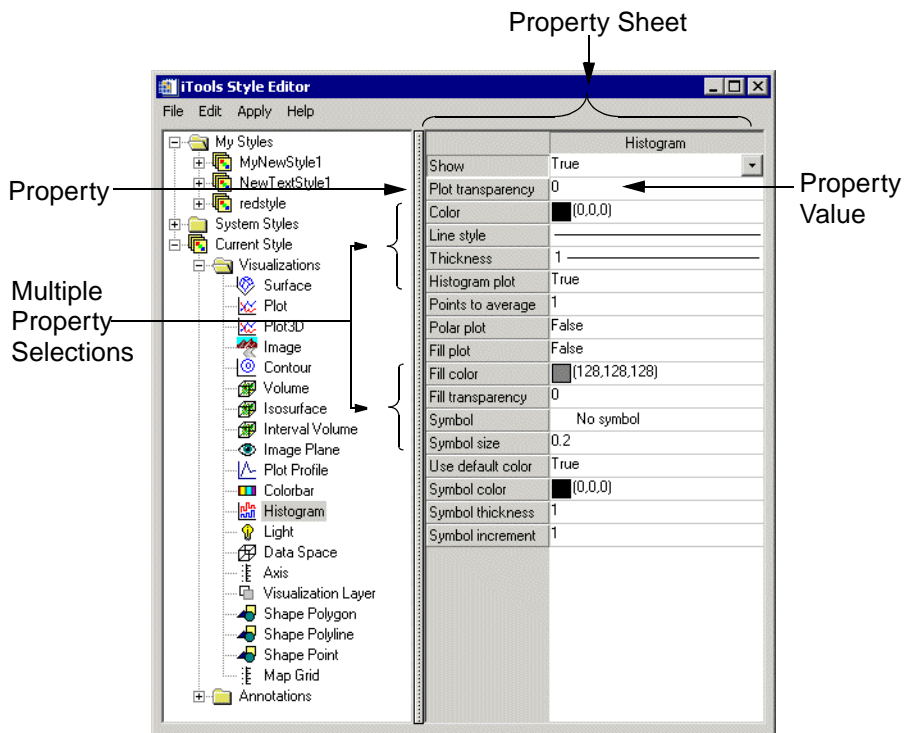 Property Sheet
iTools Style Editor
File Edit Apply Help
My Styles
MyNewStyle1
NewTextStyle1
redstyle
System Styles
Current Style
Visualizations
Surface
Plot
Plot3D
Image
Contour
Volume
Isosurface
Interval Volume
Image Plane
Plot Profile
Colorbar
Histogram
Light
Data Space
Axis
Visualization Layer
Shape Polygon
Shape Polyline
Shape Point
Map Grid
Annotations
Histogram
Show True
Plot transparency 0
Color (0,0,0)
Line style
Thickness 1
Histogram plot True
Points to average 1
Polar plot False
Fill plot False
Fill color (128,128,128)
Fill transparency 0
Symbol No symbol
Symbol size 0.2
Use default color True
Symbol color (0,0,0)
Symbol thickness 1
Symbol increment 1
Property
Multiple
Property
Selections
Property
Value